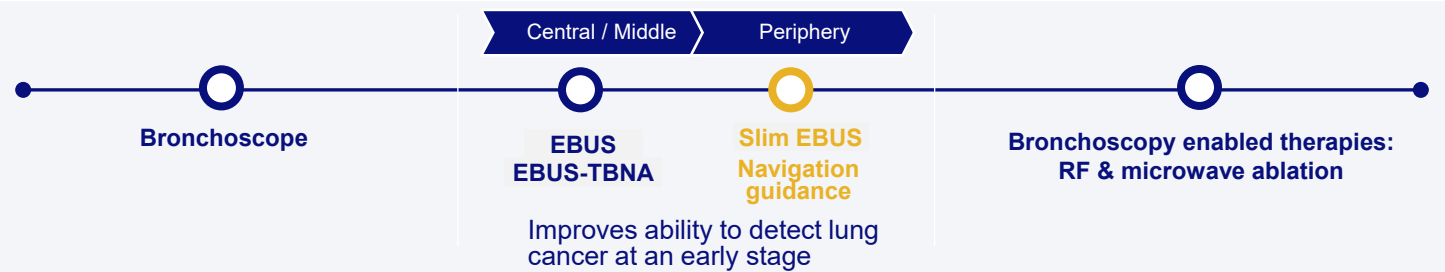 Central / Middle
Periphery
Bronchoscope
EBUS
EBUS-TBNA
Slim EBUS
Navigation
guidance
Improves ability to detect lung
cancer at an early stage
Bronchoscopy enabled therapies:
RF & microwave ablation